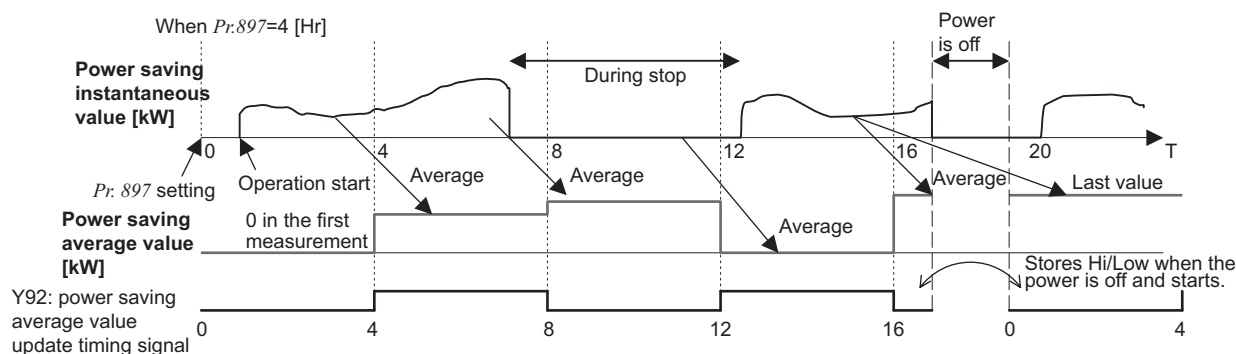 When Pr.897=4 [Hr]
Power
is off
Power saving
instantaneous
value [kW]
During stop
0
4
8
12
16
20
T
Pr. 897 setting
Operation start
Average
Average
Average
Last value
Power saving
average value
[kW]
0 in the first
measurement
Average
Stores Hi/Low when the
power is off and starts.
Y92: power saving
average value
update timing signal
0
4
8
12
16
0
4